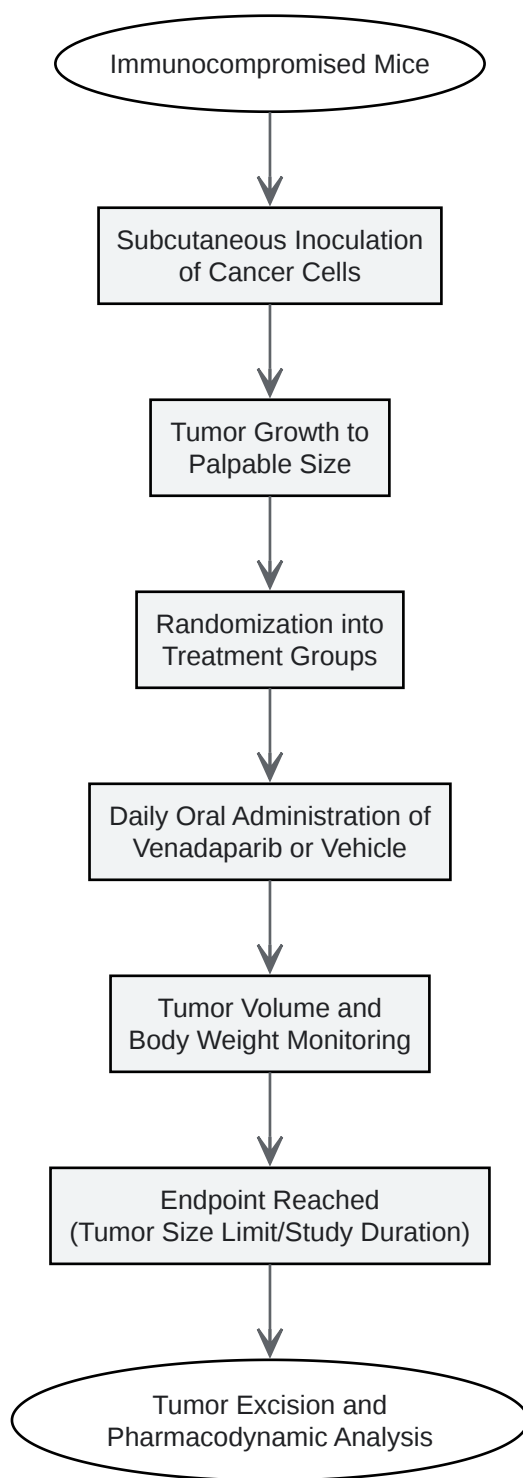 Immunocompromised Mice
Subcutaneous Inoculation
of Cancer Cells
Tumor Growth to
Palpable Size
Randomization into
Treatment Groups
Daily Oral Administration of
Venadaparib or Vehicle
Tumor Volume and
Body Weight Monitoring
Endpoint Reached
(Tumor Size Limit/Study Duration)
Tumor Excision and
Pharmacodynamic Analysis